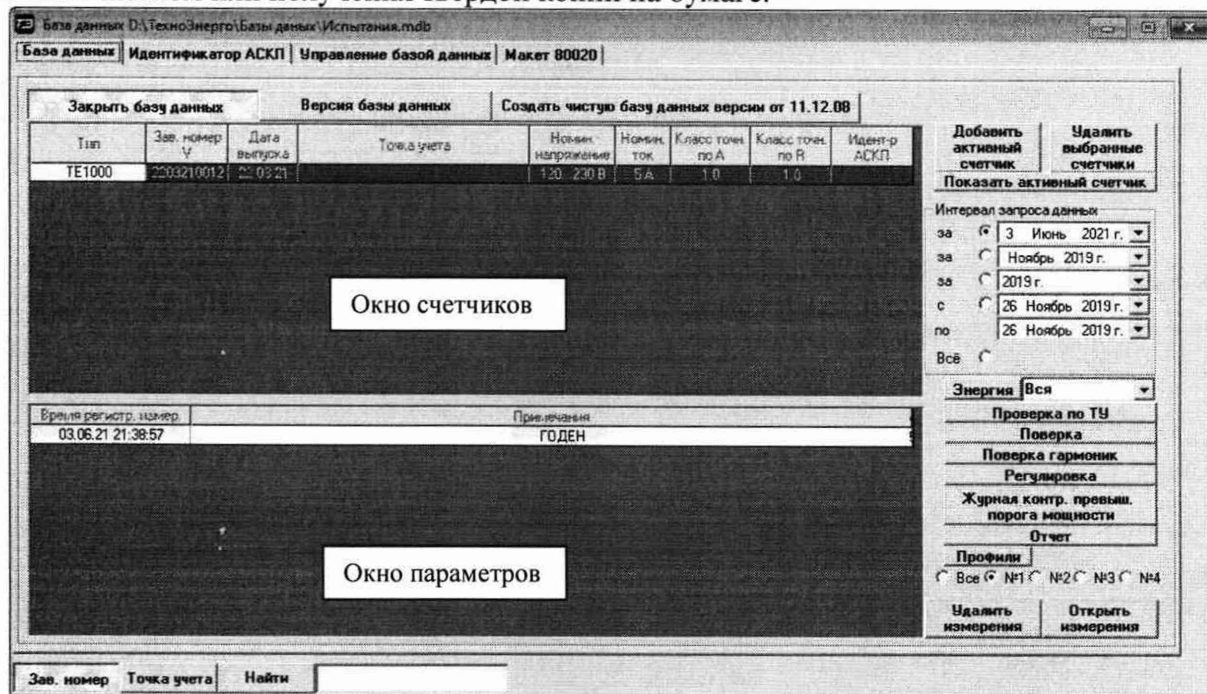 База данных D:\ТехноЭнерго\Базы данных\Испытания.mdb
База данных Идентификатор АСКП Управление базой данных Макет 80020
Закрыть базу данных Версия базы данных Создать чистую базу данных версии от 11.12.08
Тип Зав. номер V Дата выпуска Точка учета Номин. напряжение Номин. ток Класс точн. по А Класс точн. по R Идент-р АСКП
TE1000 2203210012 22.03.21 120...230 В 5 А 1.0 1.0
Окно счетчиков
Добавить активный счетчик Удалить выбранные счетчики
Показать активный счетчик
Интервал запроса данных
за 3 Июнь 2021 г.
за Ноябрь 2019 г.
за 2019 г.
с 26 Ноябрь 2019 г.
по 26 Ноябрь 2019 г.
Всё
Энергия Вся
Проверка по ТУ
Поверка
Поверка гармоник
Регулировка
Журнал контр. превыш. порога мощности
Отчет
Профили
Все №1 №2 №3 №4
Удалить измерения Открыть измерения
Время регистр. измер. Примечания
03.06.21 21:38:57 ГОДЕН
Окно параметров
Зав. номер Точка учета Найти